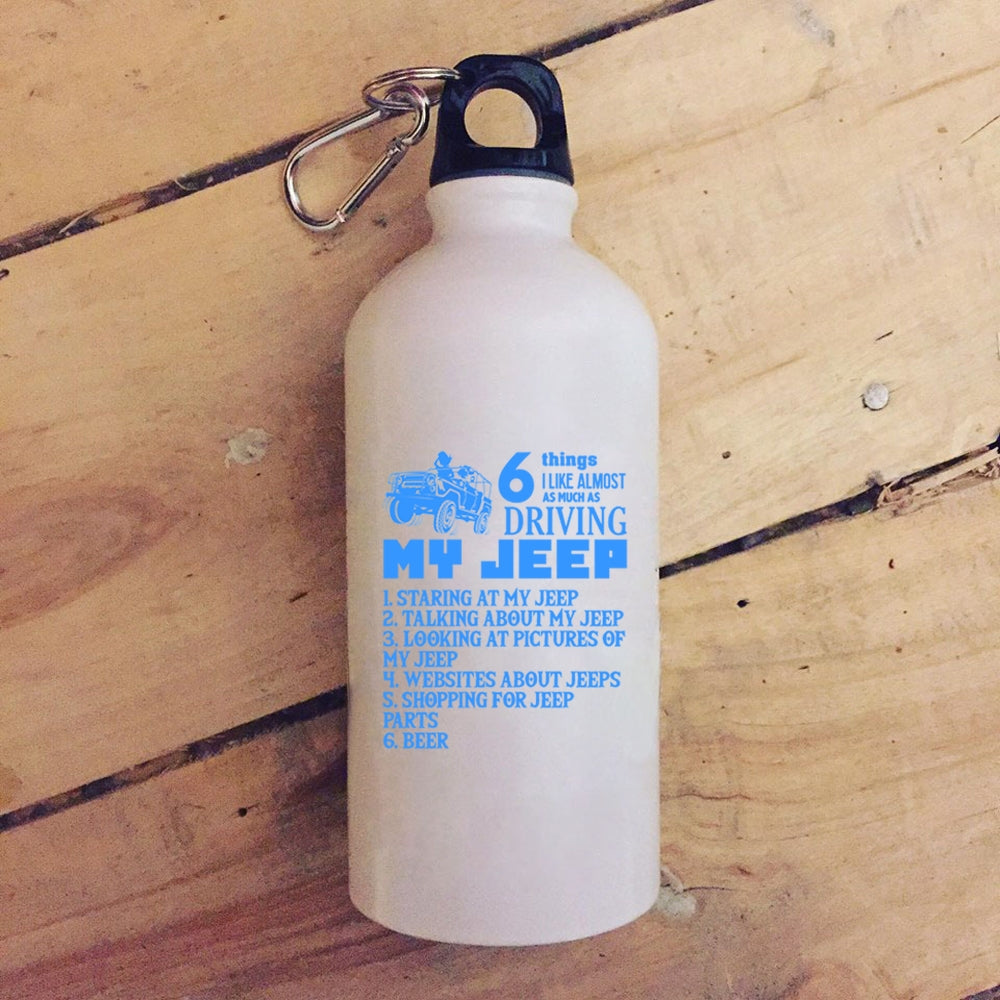 6 things
I LIKE ALMOST
AS MUCH AS
DRIVING
MY JEEP
1. STARING AT MY JEEP
2. TALKING ABOUT MY JEEP
3. LOOKING AT PICTURES OF
MY JEEP
4. WEBSITES ABOUT JEEPS
5. SHOPPING FOR JEEP
PARTS
6. BEER